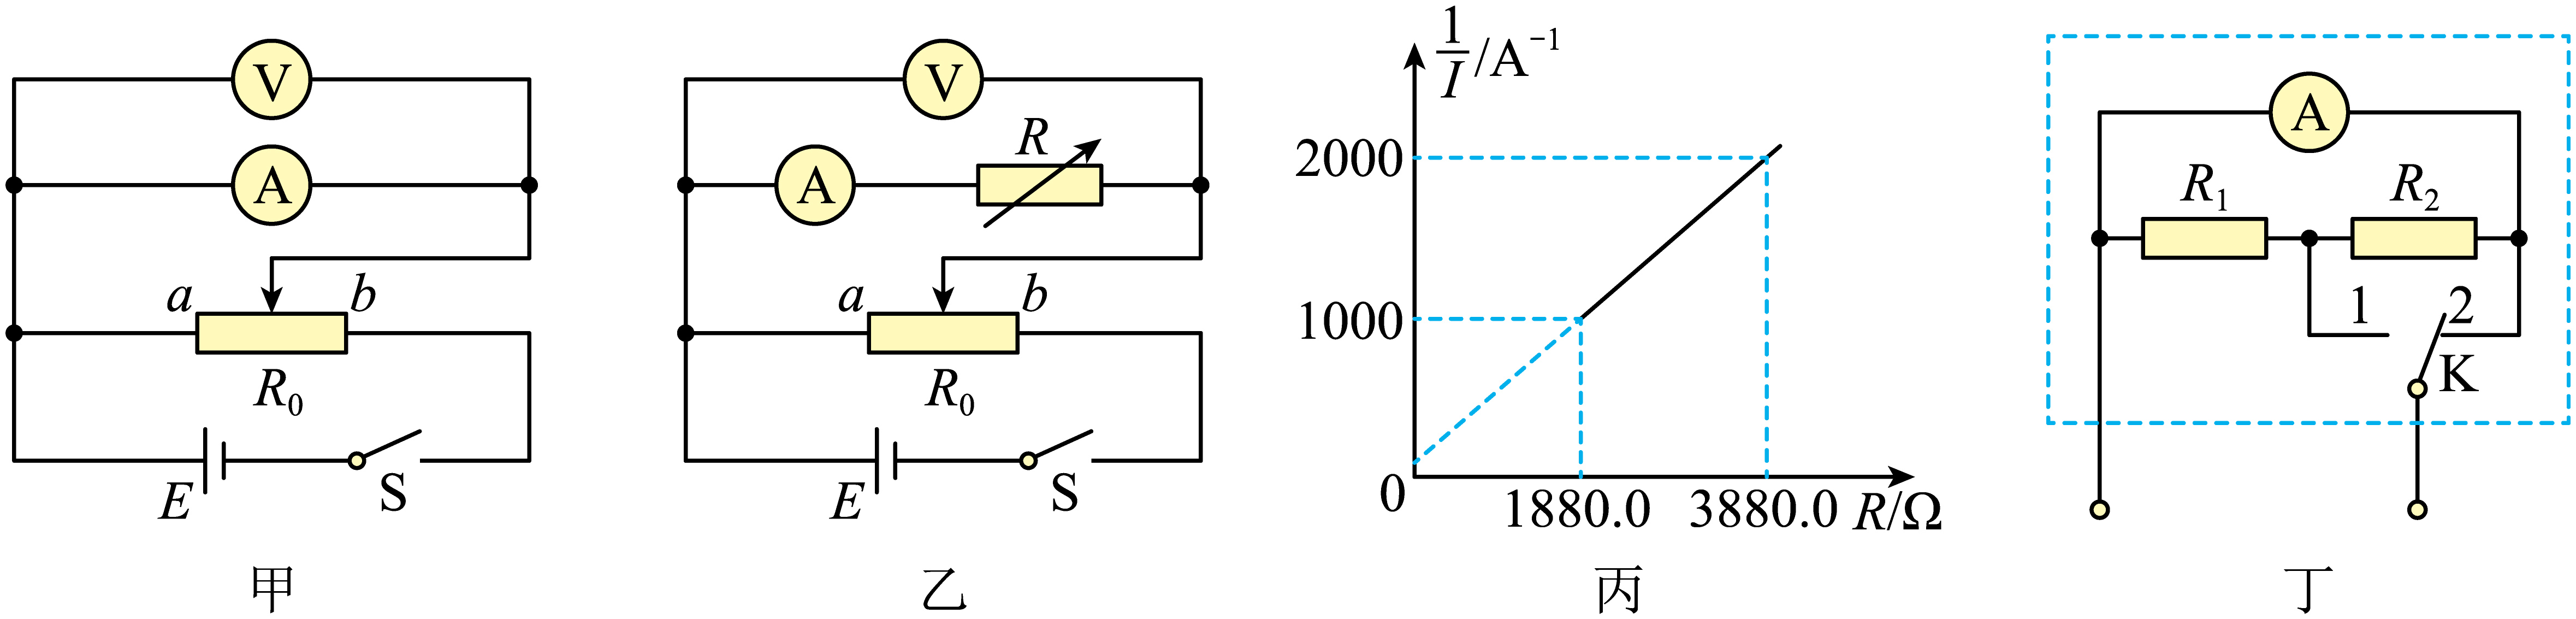 V
A
a
b
R₀
E
S
甲
V
A
R
a
b
R₀
E
S
乙
1/I /A⁻¹
2000
1000
0
1880.0
3880.0
R/Ω
丙
A
R₁
R₂
1
2
K
丁